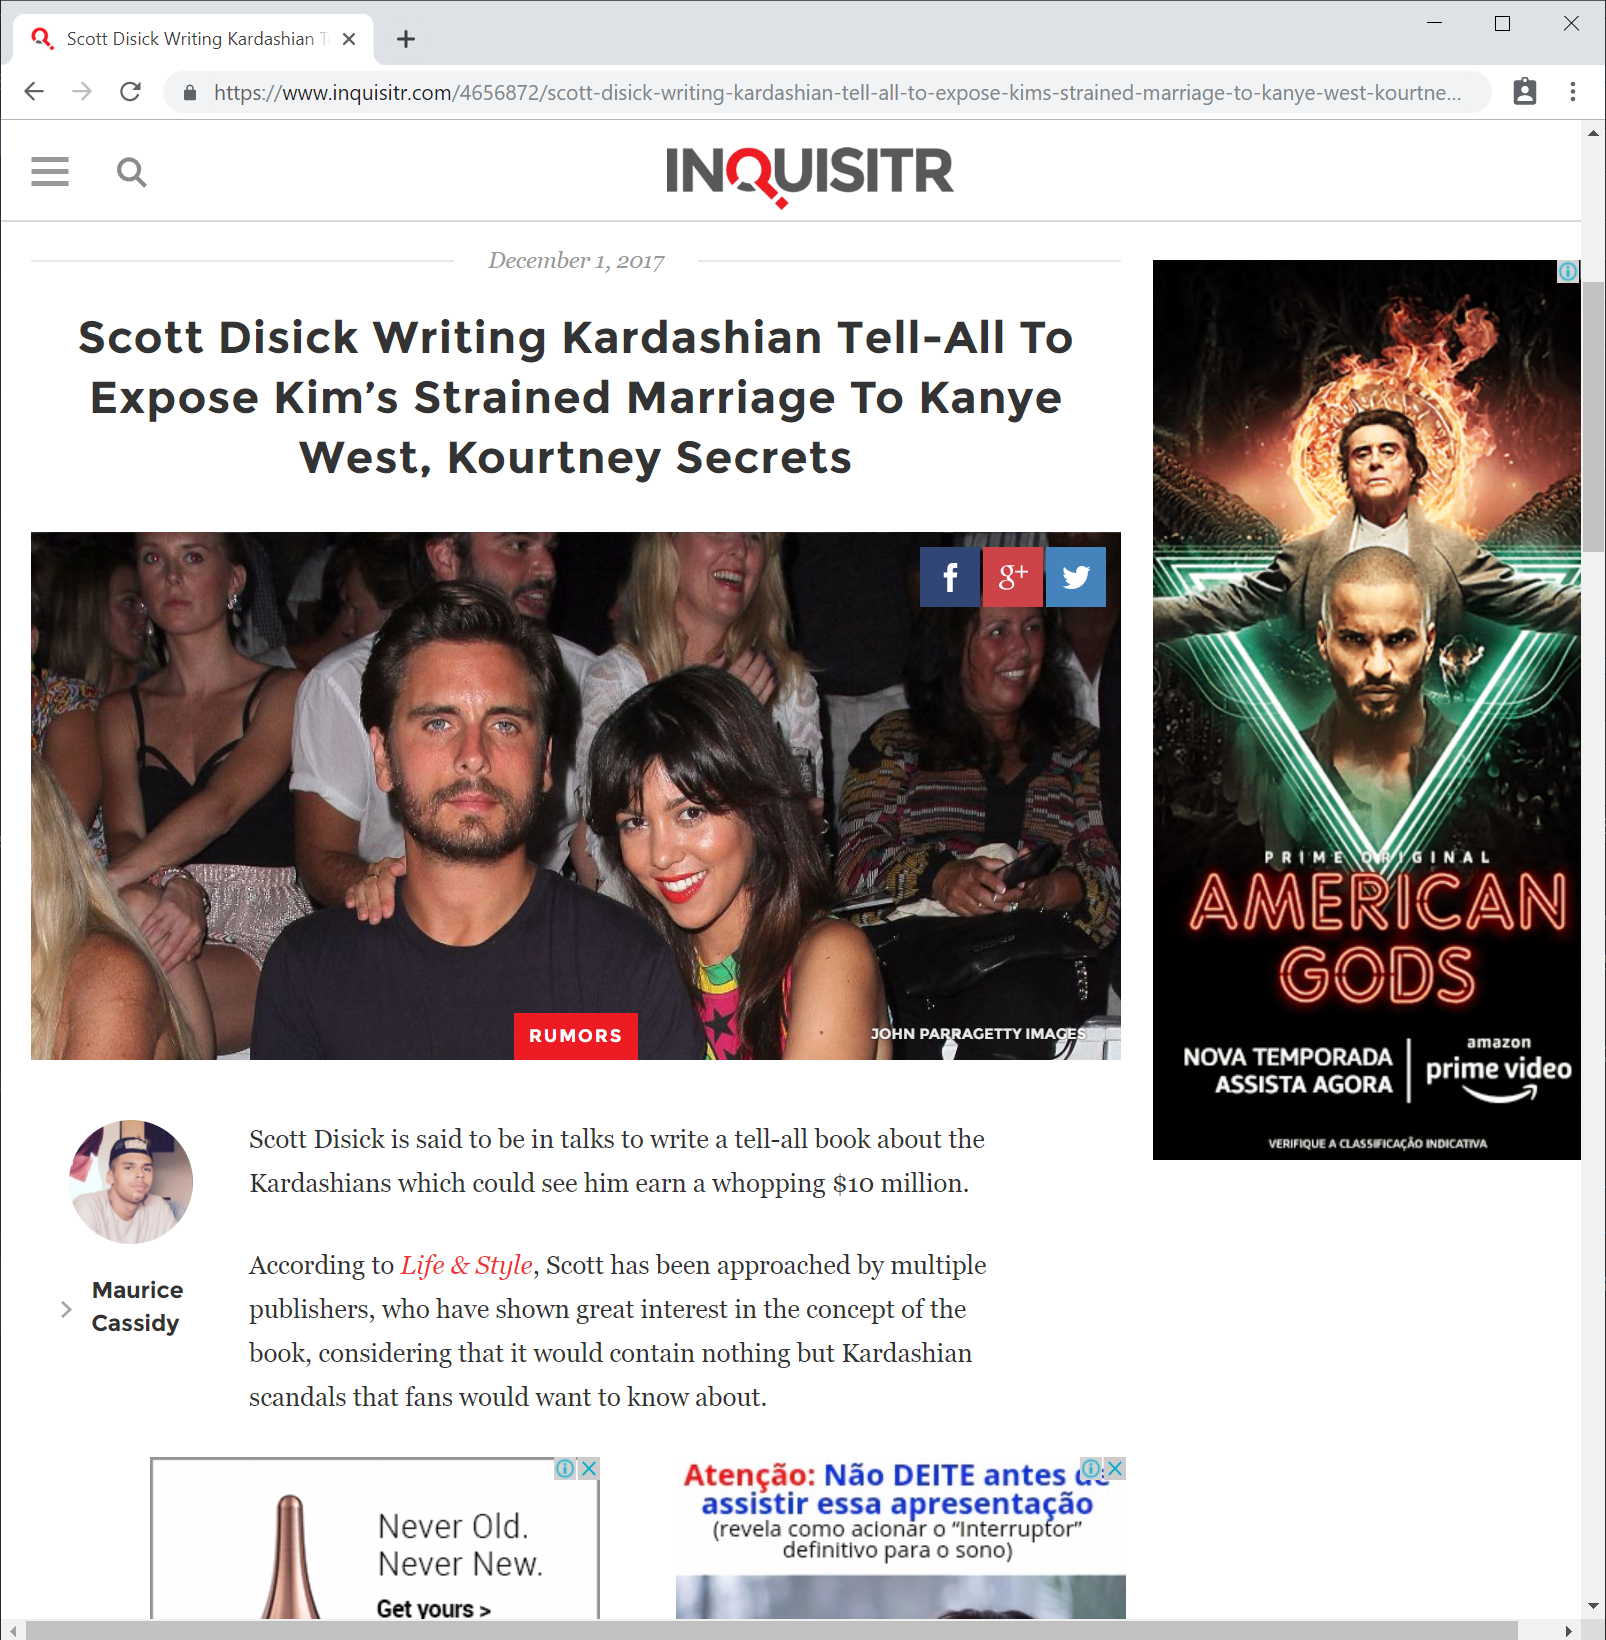 Scott Disick Writing Kardashian T
https://www.inquisitr.com/4656872/scott-disick-writing-kardashian-tell-all-to-expose-kims-strained-marriage-to-kanye-west-kourtne...
INQUISITR
December 1, 2017
Scott Disick Writing Kardashian Tell-All To
Expose Kim’s Strained Marriage To Kanye
West, Kourtney Secrets
f g+
RUMORS
JOHN PARRAGETTY IMAGES
Maurice
Cassidy
Scott Disick is said to be in talks to write a tell-all book about the
Kardashians which could see him earn a whopping $10 million.
According to Life & Style, Scott has been approached by multiple
publishers, who have shown great interest in the concept of the
book, considering that it would contain nothing but Kardashian
scandals that fans would want to know about.
Never Old.
Never New.
Get yours >
Atenção: Não DEITE antes de
assistir essa apresentação
(revela como acionar o “Interruptor”
definitivo para o sono)
PRIME ORIGINAL
AMERICAN
GODS
NOVA TEMPORADA
ASSISTA AGORA
amazon
prime video
VERIFIQUE A CLASSIFICAÇÃO INDICATIVA